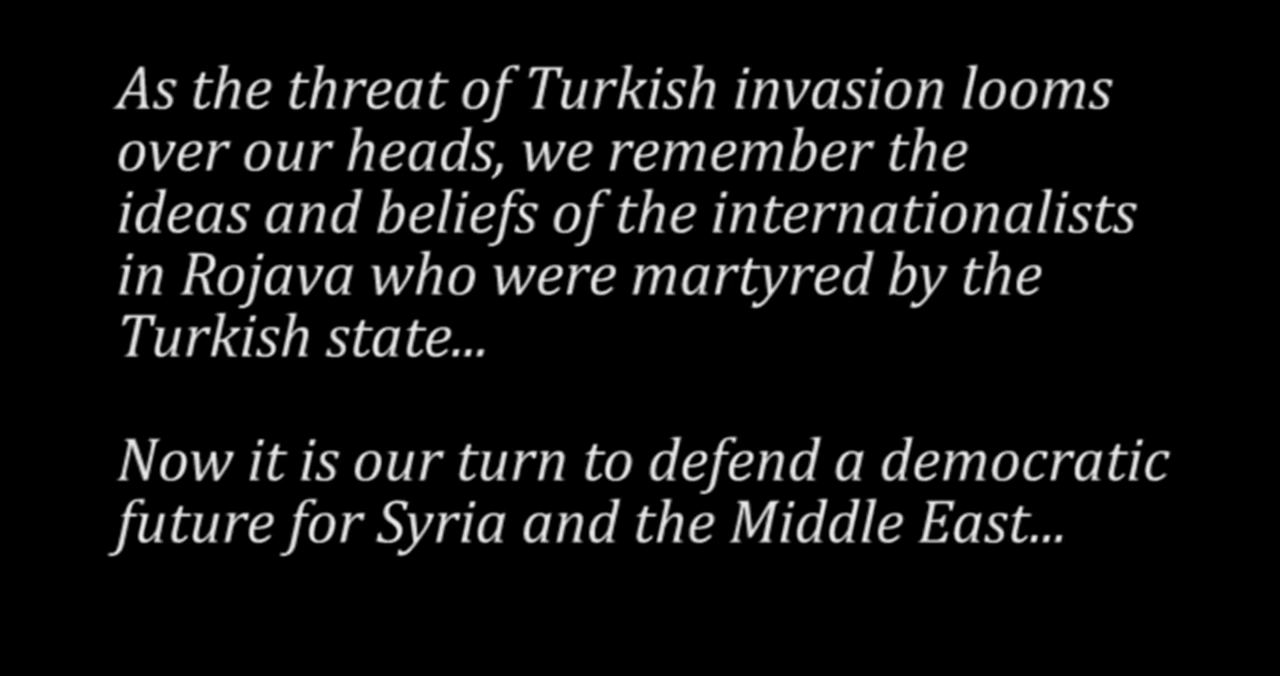 As the threat of Turkish invasion looms
over our heads, we remember the
ideas and beliefs of the internationalists
in Rojava who were martyred by the
Turkish state...
Now it is our turn to defend a democratic
future for Syria and the Middle East...